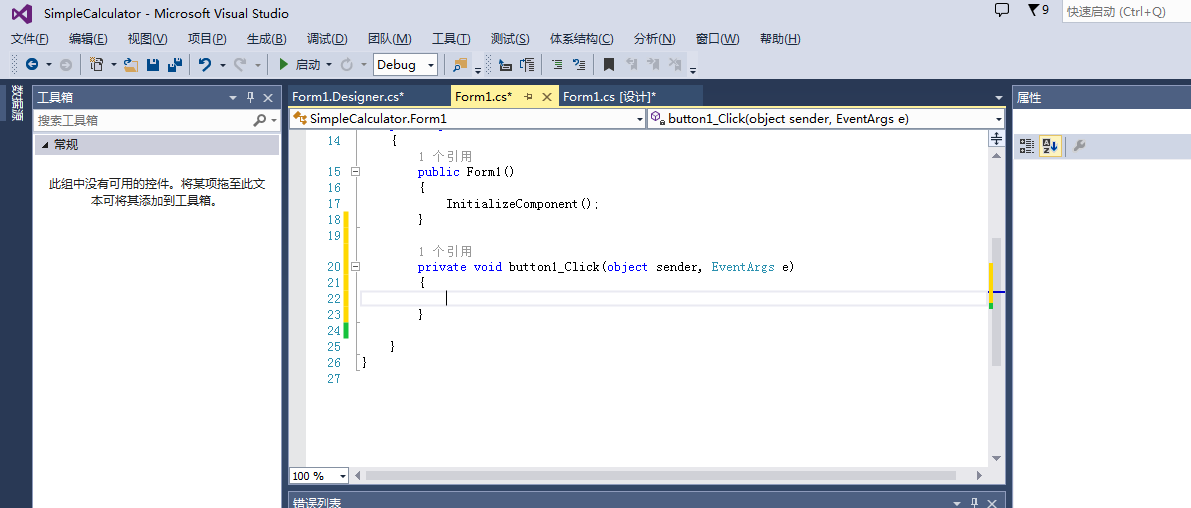 SimpleCalculator - Microsoft Visual Studio
9
快速启动 (Ctrl+Q)
文件(F) 编辑(E) 视图(V) 项目(P) 生成(B) 调试(D) 团队(M) 工具(T) 测试(S) 体系结构(C) 分析(N) 窗口(W) 帮助(H)
启动 Debug
数据源
工具箱
搜索工具箱
常规
此组中没有可用的控件。将某项拖至此文
本可将其添加到工具箱。
Form1.Designer.cs* Form1.cs* Form1.cs [设计]*
SimpleCalculator.Form1 button1_Click(object sender, EventArgs e)
14 {
1 个引用
15 public Form1()
16 {
17 InitializeComponent();
18 }
19
1 个引用
20 private void button1_Click(object sender, EventArgs e)
21 {
22
23 }
24
25 }
26 }
27
100 %
错误列表
属性